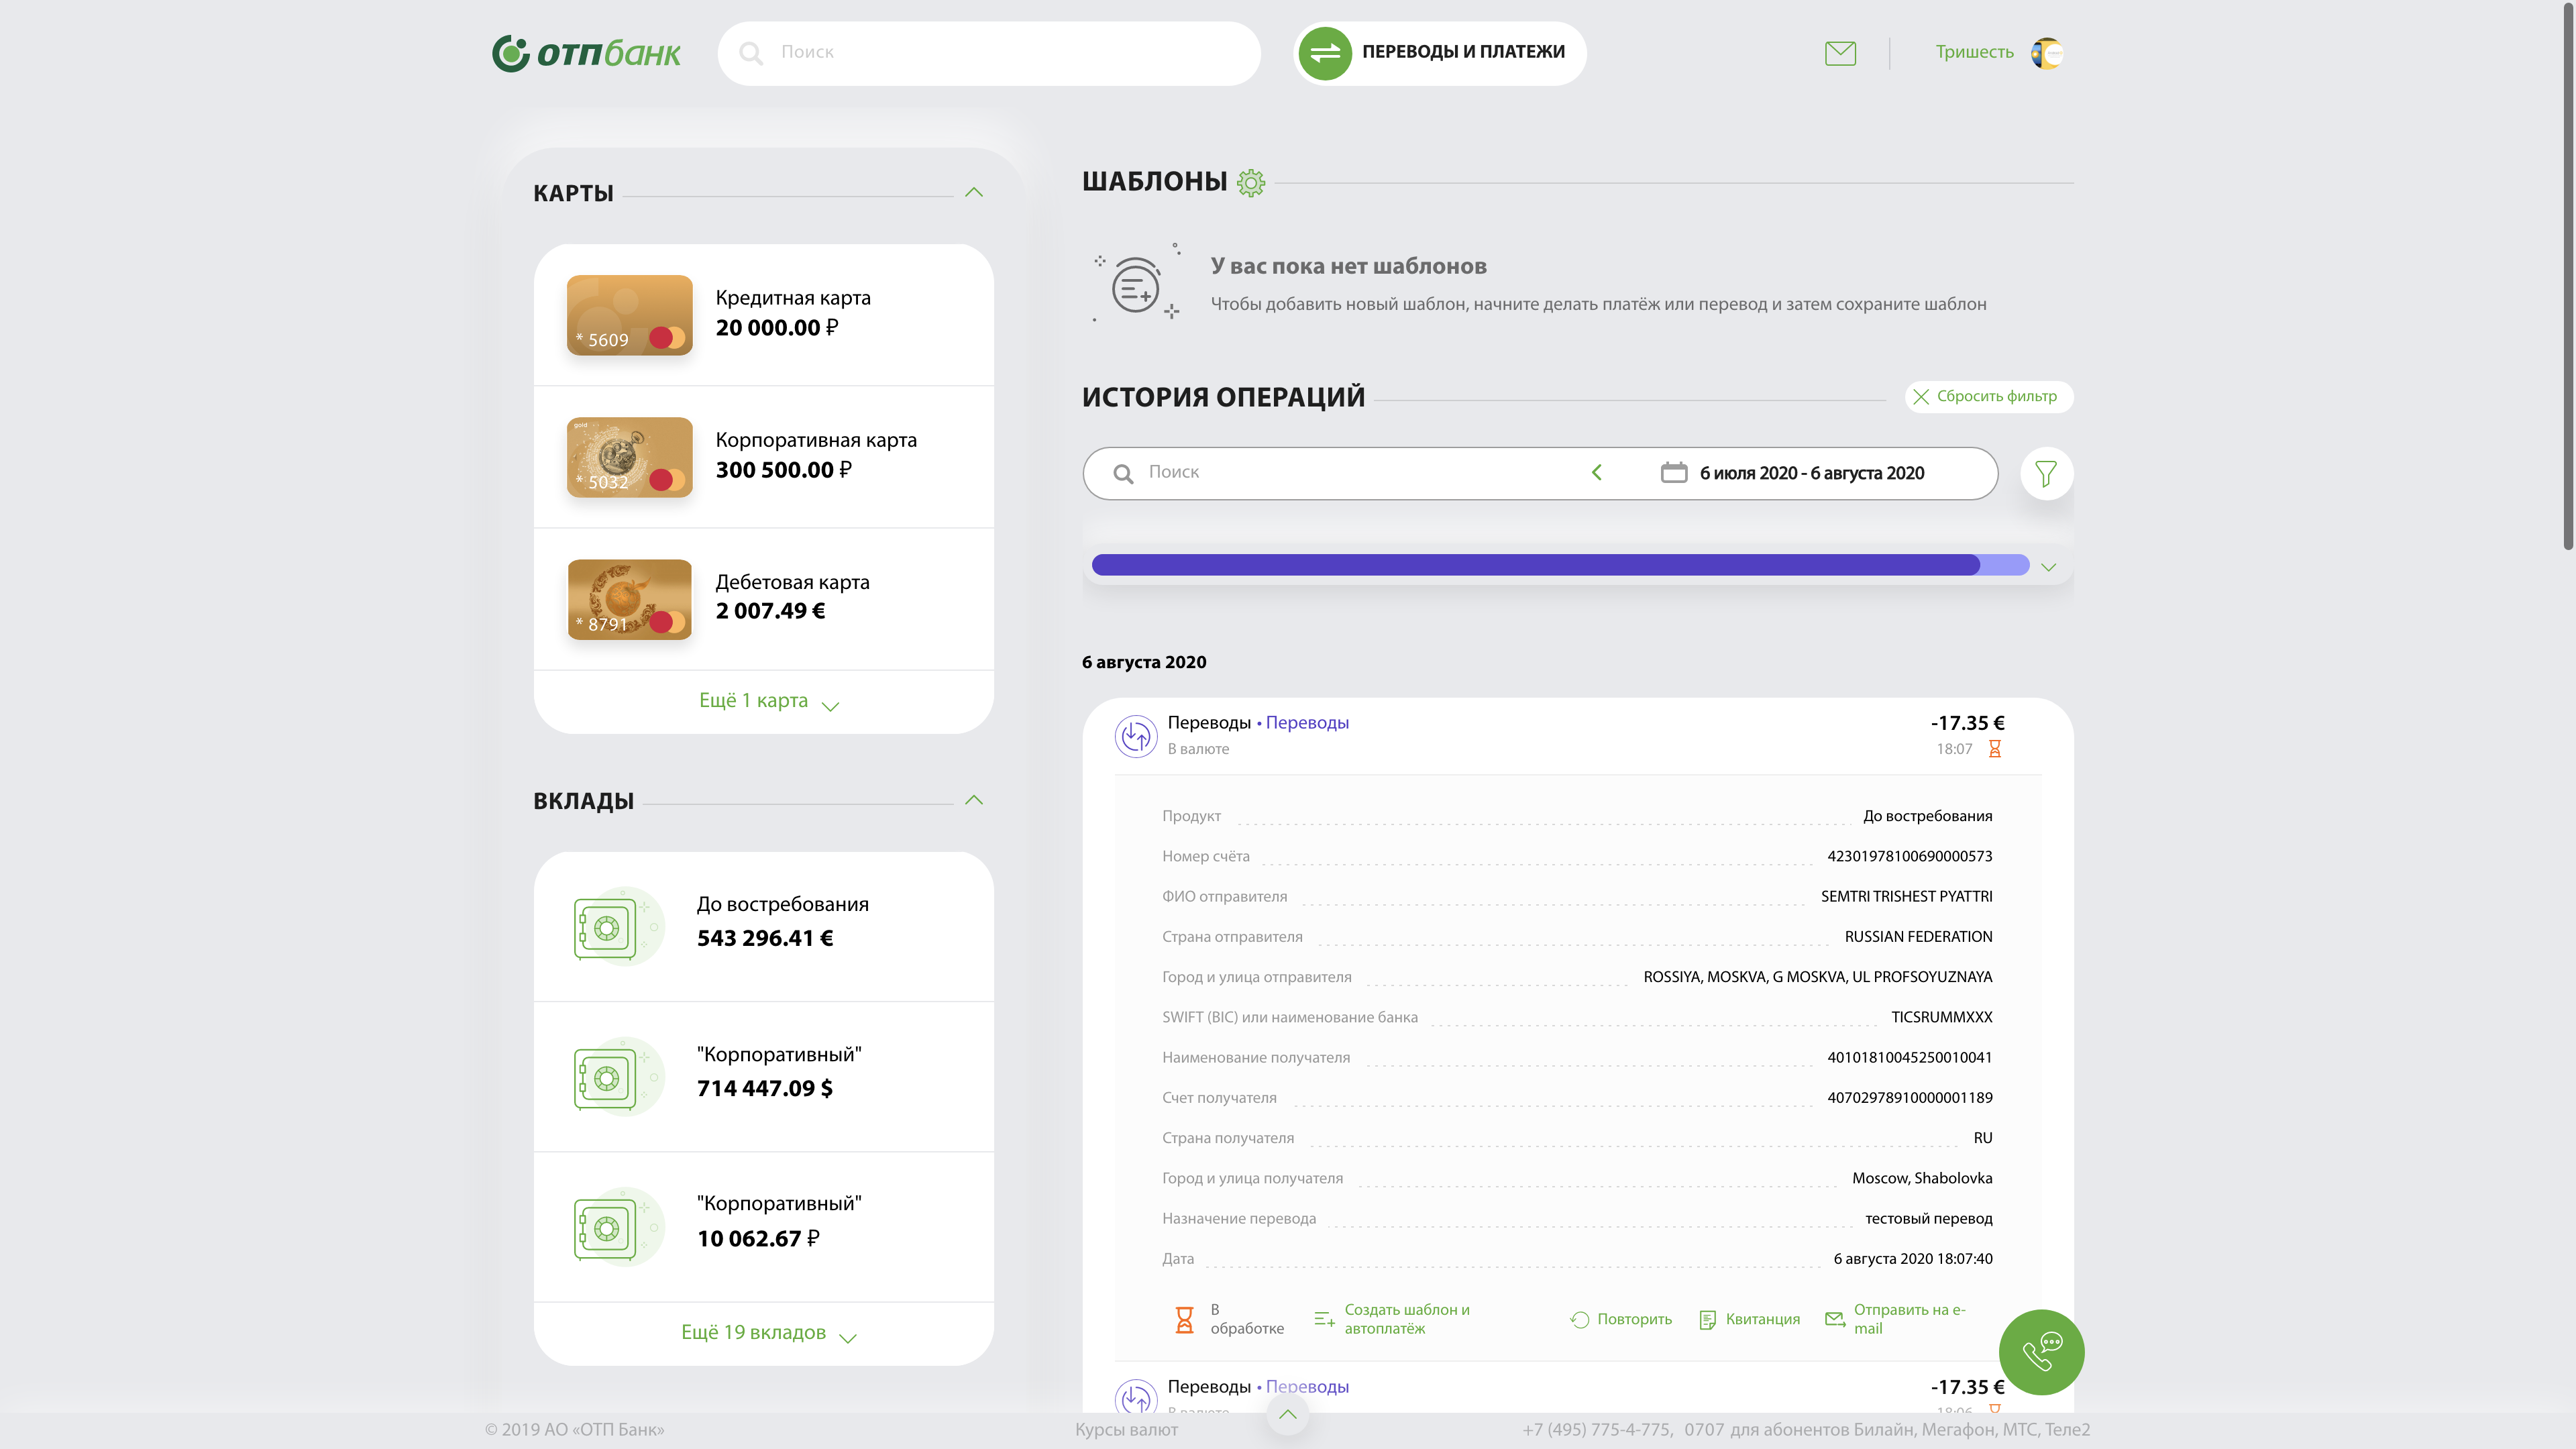 отпбанк
Поиск
ПЕРЕВОДЫ И ПЛАТЕЖИ
Тришесть
КАРТЫ
* 5609
Кредитная карта
20 000.00 ₽
gold
* 5032
Корпоративная карта
300 500.00 ₽
* 8791
Дебетовая карта
2 007.49 €
Ещё 1 карта
ВКЛАДЫ
До востребования
543 296.41 €
"Корпоративный"
714 447.09 $
"Корпоративный"
10 062.67 ₽
Ещё 19 вкладов
ШАБЛОНЫ
У вас пока нет шаблонов
Чтобы добавить новый шаблон, начните делать платёж или перевод и затем сохраните шаблон
ИСТОРИЯ ОПЕРАЦИЙ
Сбросить фильтр
Поиск
6 июля 2020 - 6 августа 2020
6 августа 2020
Переводы • Переводы -17.35 €
В валюте 18:07
Продукт До востребования
Номер счёта 42301978100690000573
ФИО отправителя SEMTRI TRISHEST PYATTRI
Страна отправителя RUSSIAN FEDERATION
Город и улица отправителя ROSSIYA, MOSKVA, G MOSKVA, UL PROFSOYUZNAYA
SWIFT (BIC) или наименование банка TICSRUMMXXX
Наименование получателя 40101810045250010041
Счет получателя 40702978910000001189
Страна получателя RU
Город и улица получателя Moscow, Shabolovka
Назначение перевода тестовый перевод
Дата 6 августа 2020 18:07:40
В
обработке
Создать шаблон и
автоплатёж
Повторить
Квитанция
Отправить на e-
mail
Переводы • Переводы -17.35 €
В валюте 18:06
© 2019 АО «ОТП Банк»
Курсы валют
+7 (495) 775-4-775, 0707 для абонентов Билайн, Мегафон, МТС, Теле2